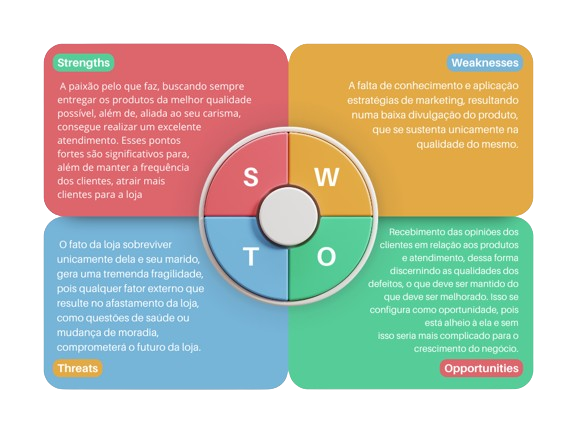 Strengths
A paixão pelo que faz, buscando sempre
entregar os produtos da melhor qualidade
possível, além de, aliada ao seu carisma,
consegue realizar um excelente
atendimento. Esses pontos
fortes são significativos para,
além de manter a frequência
dos clientes, atrair mais
clientes para a loja
Weaknesses
A falta de conhecimento e aplicação
estratégias de marketing, resultando
numa baixa divulgação do produto,
que se sustenta unicamente na
qualidade do mesmo.
S
W
T
O
O fato da loja sobreviver
unicamente dela e seu marido,
gera uma tremenda fragilidade,
pois qualquer fator externo que
resulte no afastamento da loja,
como questões de saúde ou
mudança de moradia,
comprometerá o futuro da loja.
Threats
Recebimento das opiniões dos
clientes em relação aos produtos
e atendimento, dessa forma
discernindo as qualidades dos
defeitos, o que deve ser mantido do
que deve ser melhorado. Isso se
configura como oportunidade, pois
está alheio à ela e sem
isso seria mais complicado para o
crescimento do negócio.
Opportunities